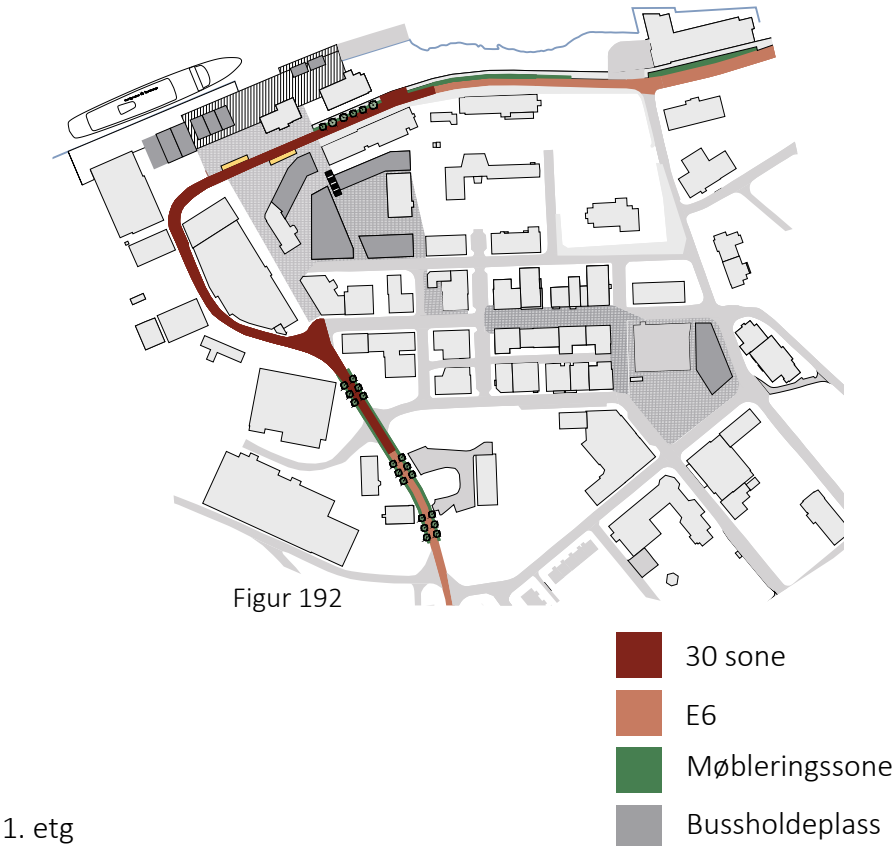 Figur 192
30 sone
E6
Møbleringssone
Bussholdeplass
1. etg